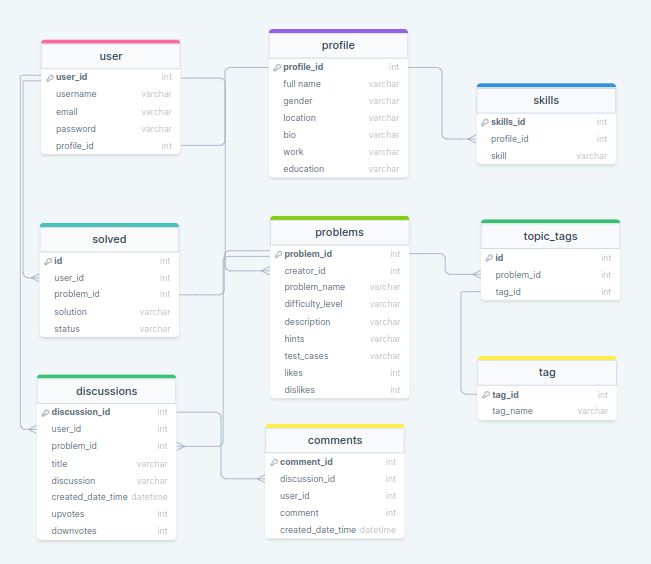 user
user_id int
username varchar
email varchar
password varchar
profile_id int
profile
profile_id int
full name varchar
gender varchar
location varchar
bio varchar
work varchar
education varchar
skills
skills_id int
profile_id int
skill varchar
solved
id int
user_id int
problem_id int
solution varchar
status varchar
problems
problem_id int
creator_id int
problem_name varchar
difficulty_level varchar
description varchar
hints varchar
test_cases varchar
likes int
dislikes int
topic_tags
id int
problem_id int
tag_id int
tag
tag_id int
tag_name varchar
discussions
discussion_id int
user_id int
problem_id int
title varchar
discussion varchar
created_date_time datetime
upvotes int
downvotes int
comments
comment_id int
discussion_id int
user_id int
comment int
created_date_time datetime